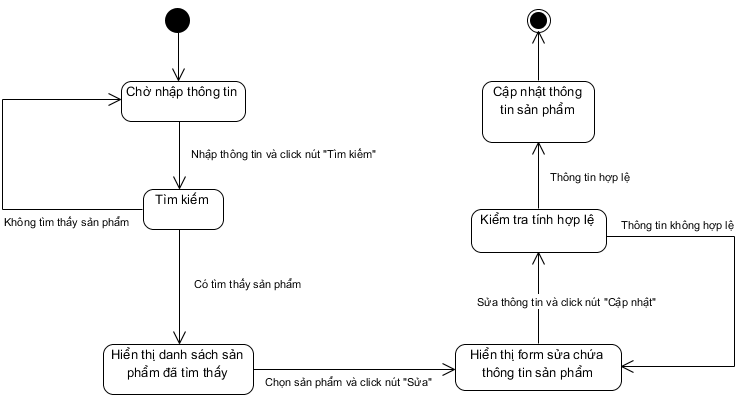 Chờ nhập thông tin
Nhập thông tin và click nút "Tìm kiếm"
Tìm kiếm
Không tìm thấy sản phẩm
Có tìm thấy sản phẩm
Hiển thị danh sách sản
phẩm đã tìm thấy
Chọn sản phẩm và click nút "Sửa"
Hiển thị form sửa chứa
thông tin sản phẩm
Sửa thông tin và click nút "Cập nhật"
Kiểm tra tính hợp lệ
Thông tin không hợp lệ
Thông tin hợp lệ
Cập nhật thông
tin sản phẩm